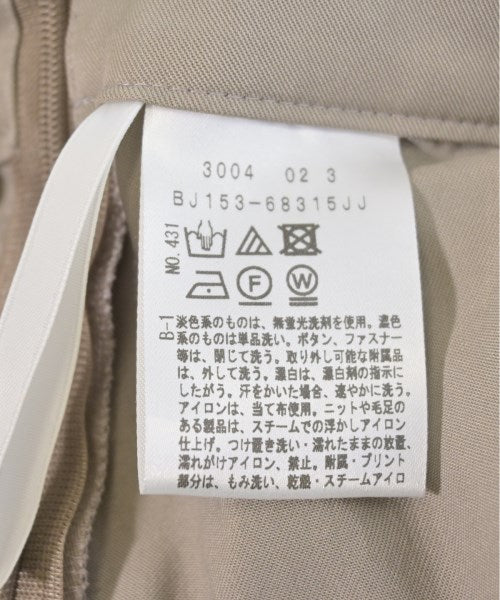 3004 02 3
BJ153-68315JJ
NO.431
F
W
B-1
淡色系のものは、無蛍光洗剤を使用。濃色
系のものは単品洗い。ボタン、ファスナー
等は、閉じて洗う。取り外し可能な附属品
は、外して洗う。漂白は、漂白剤の指示に
したがう。汗をかいた場合、速やかに洗う。
アイロンは、当て布使用。ニットや毛足の
ある製品は、スチームでの浮かしアイロン
仕上げ。つけ置き洗い・濡れたままの放置、
濡れがけアイロン、禁止。附属・プリント
部分は、もみ洗い、乾燥・スチームアイロ